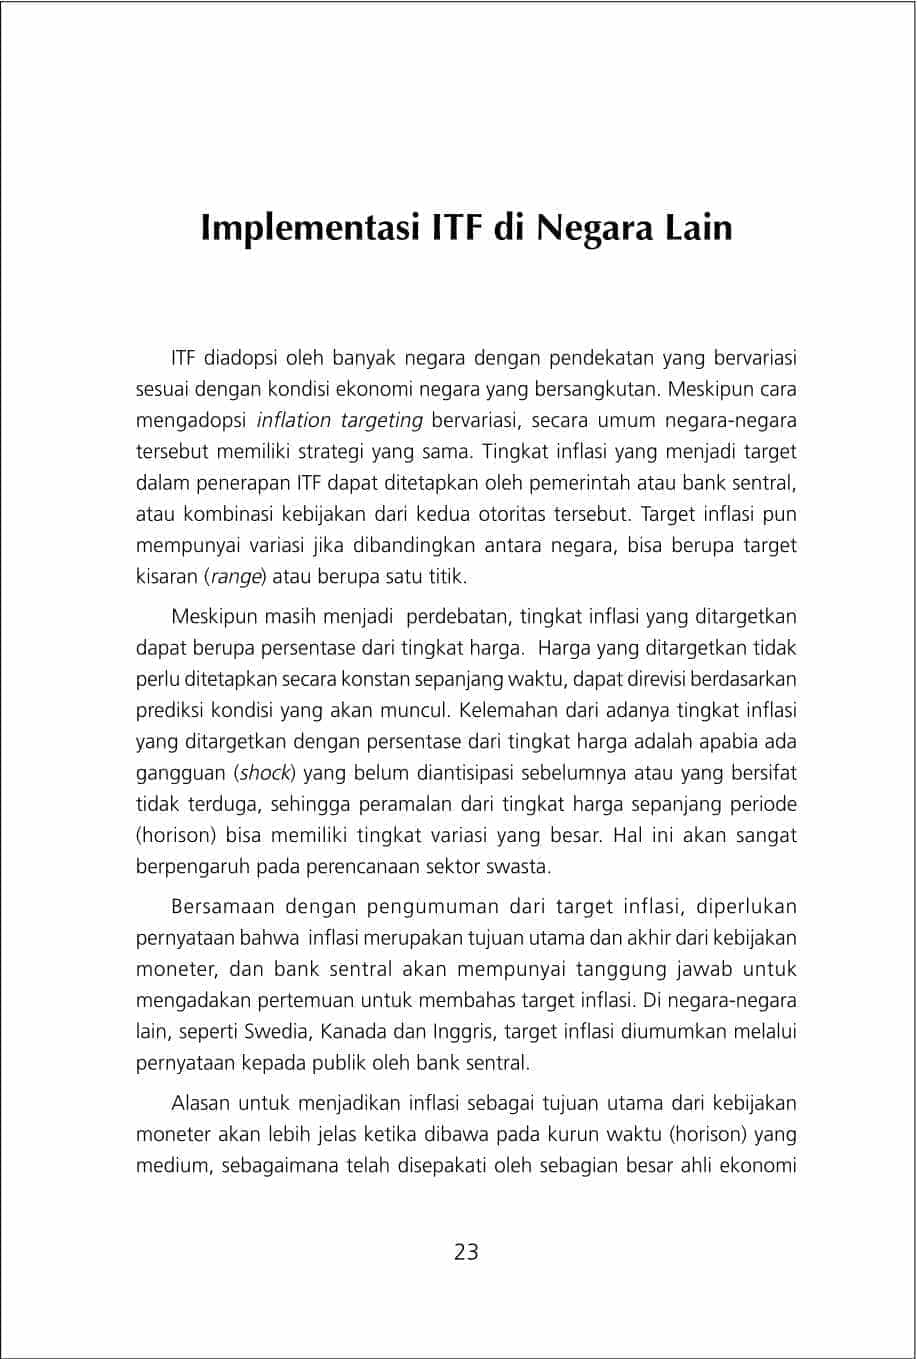 Implementasi ITF di Negara Lain
ITF diadopsi oleh banyak negara dengan pendekatan yang bervariasi
sesuai dengan kondisi ekonomi negara yang bersangkutan. Meskipun cara
mengadopsi inflation targeting bervariasi, secara umum negara-negara
tersebut memiliki strategi yang sama. Tingkat inflasi yang menjadi target
dalam penerapan ITF dapat ditetapkan oleh pemerintah atau bank sentral,
atau kombinasi kebijakan dari kedua otoritas tersebut. Target inflasi pun
mempunyai variasi jika dibandingkan antara negara, bisa berupa target
kisaran (range) atau berupa satu titik.
Meskipun masih menjadi perdebatan, tingkat inflasi yang ditargetkan
dapat berupa persentase dari tingkat harga. Harga yang ditargetkan tidak
perlu ditetapkan secara konstan sepanjang waktu, dapat direvisi berdasarkan
prediksi kondisi yang akan muncul. Kelemahan dari adanya tingkat inflasi
yang ditargetkan dengan persentase dari tingkat harga adalah apabia ada
gangguan (shock) yang belum diantisipasi sebelumnya atau yang bersifat
tidak terduga, sehingga peramalan dari tingkat harga sepanjang periode
(horison) bisa memiliki tingkat variasi yang besar. Hal ini akan sangat
berpengaruh pada perencanaan sektor swasta.
Bersamaan dengan pengumuman dari target inflasi, diperlukan
pernyataan bahwa inflasi merupakan tujuan utama dan akhir dari kebijakan
moneter, dan bank sentral akan mempunyai tanggung jawab untuk
mengadakan pertemuan untuk membahas target inflasi. Di negara-negara
lain, seperti Swedia, Kanada dan Inggris, target inflasi diumumkan melalui
pernyataan kepada publik oleh bank sentral.
Alasan untuk menjadikan inflasi sebagai tujuan utama dari kebijakan
moneter akan lebih jelas ketika dibawa pada kurun waktu (horison) yang
medium, sebagaimana telah disepakati oleh sebagian besar ahli ekonomi
23